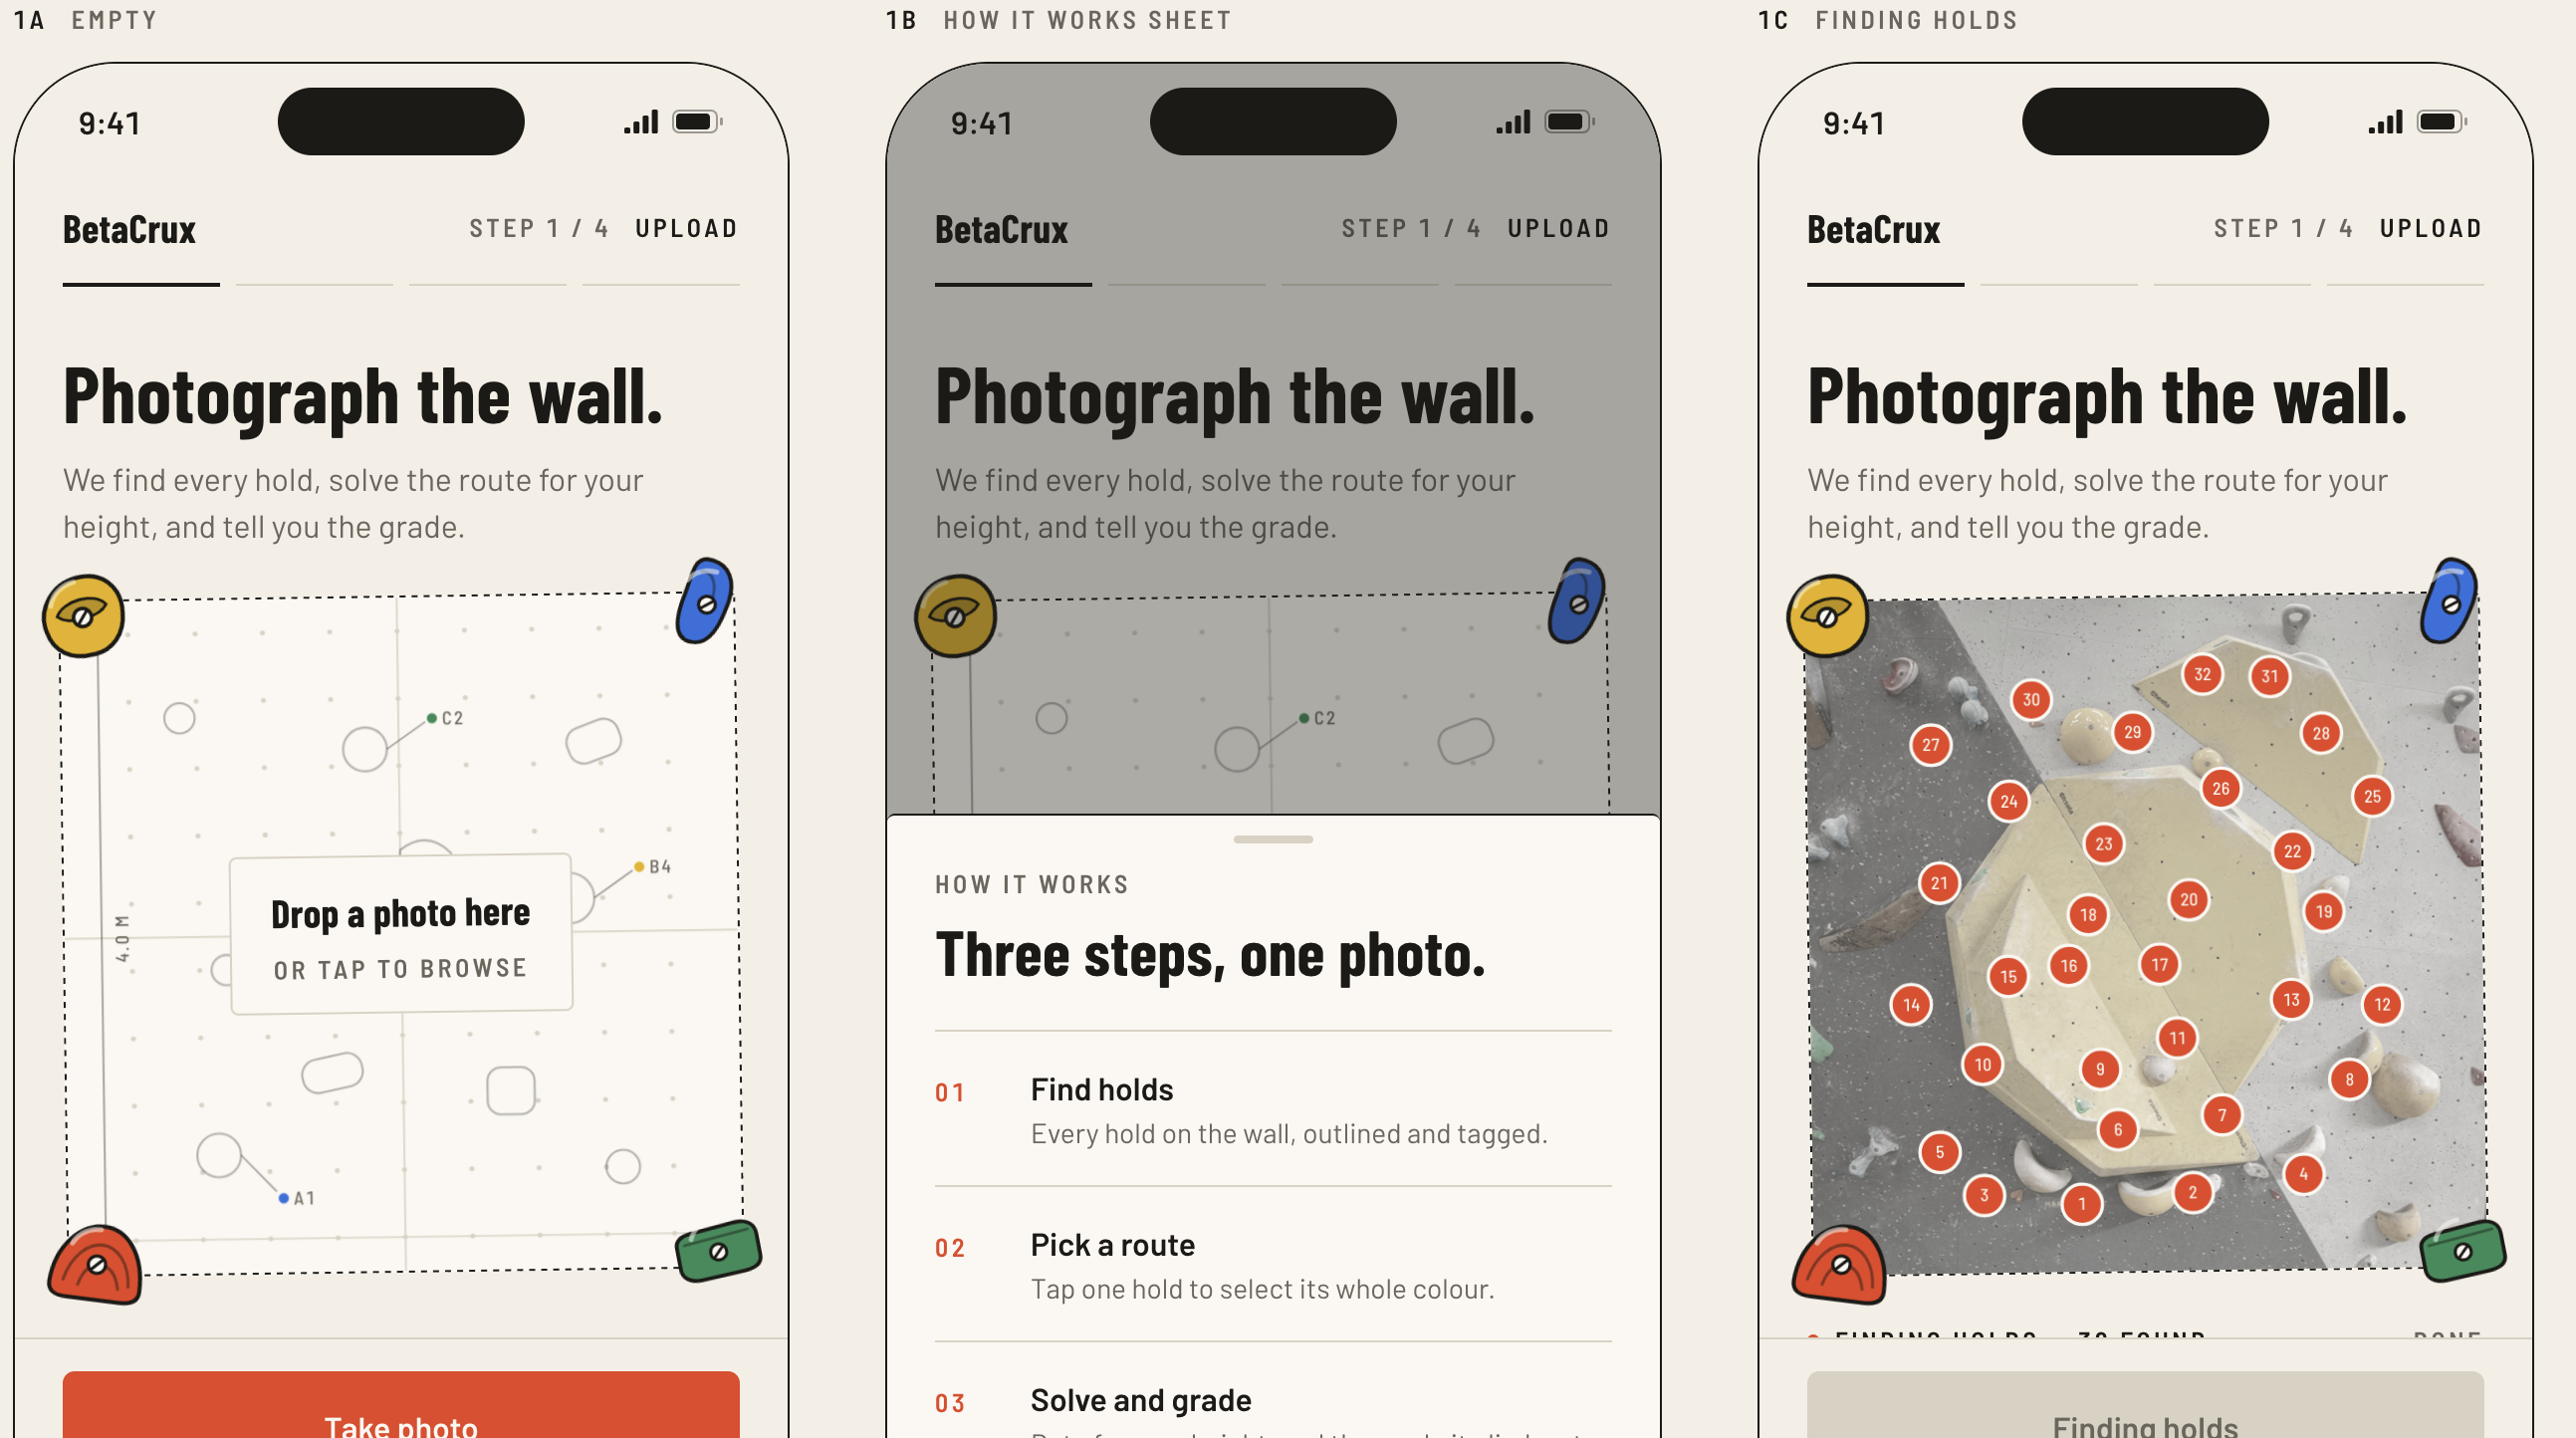 1A EMPTY
9:41
BetaCrux STEP 1 / 4 UPLOAD
Photograph the wall.
We find every hold, solve the route for your
height, and tell you the grade.
C2
B4
4.0 M
Drop a photo here
OR TAP TO BROWSE
A1
Take photo
1B HOW IT WORKS SHEET
9:41
BetaCrux STEP 1 / 4 UPLOAD
Photograph the wall.
We find every hold, solve the route for your
height, and tell you the grade.
C2
HOW IT WORKS
Three steps, one photo.
01 Find holds
Every hold on the wall, outlined and tagged.
02 Pick a route
Tap one hold to select its whole colour.
03 Solve and grade
1C FINDING HOLDS
9:41
BetaCrux STEP 1 / 4 UPLOAD
Photograph the wall.
We find every hold, solve the route for your
height, and tell you the grade.
32 31
30
29 28
27
26 25
24
23 22
21
20 19
18
17
16
15
14 13 12
11
10 9 8
7
6
5
4
3 1 2
FINDING HOLDS
DONE
Finding holds